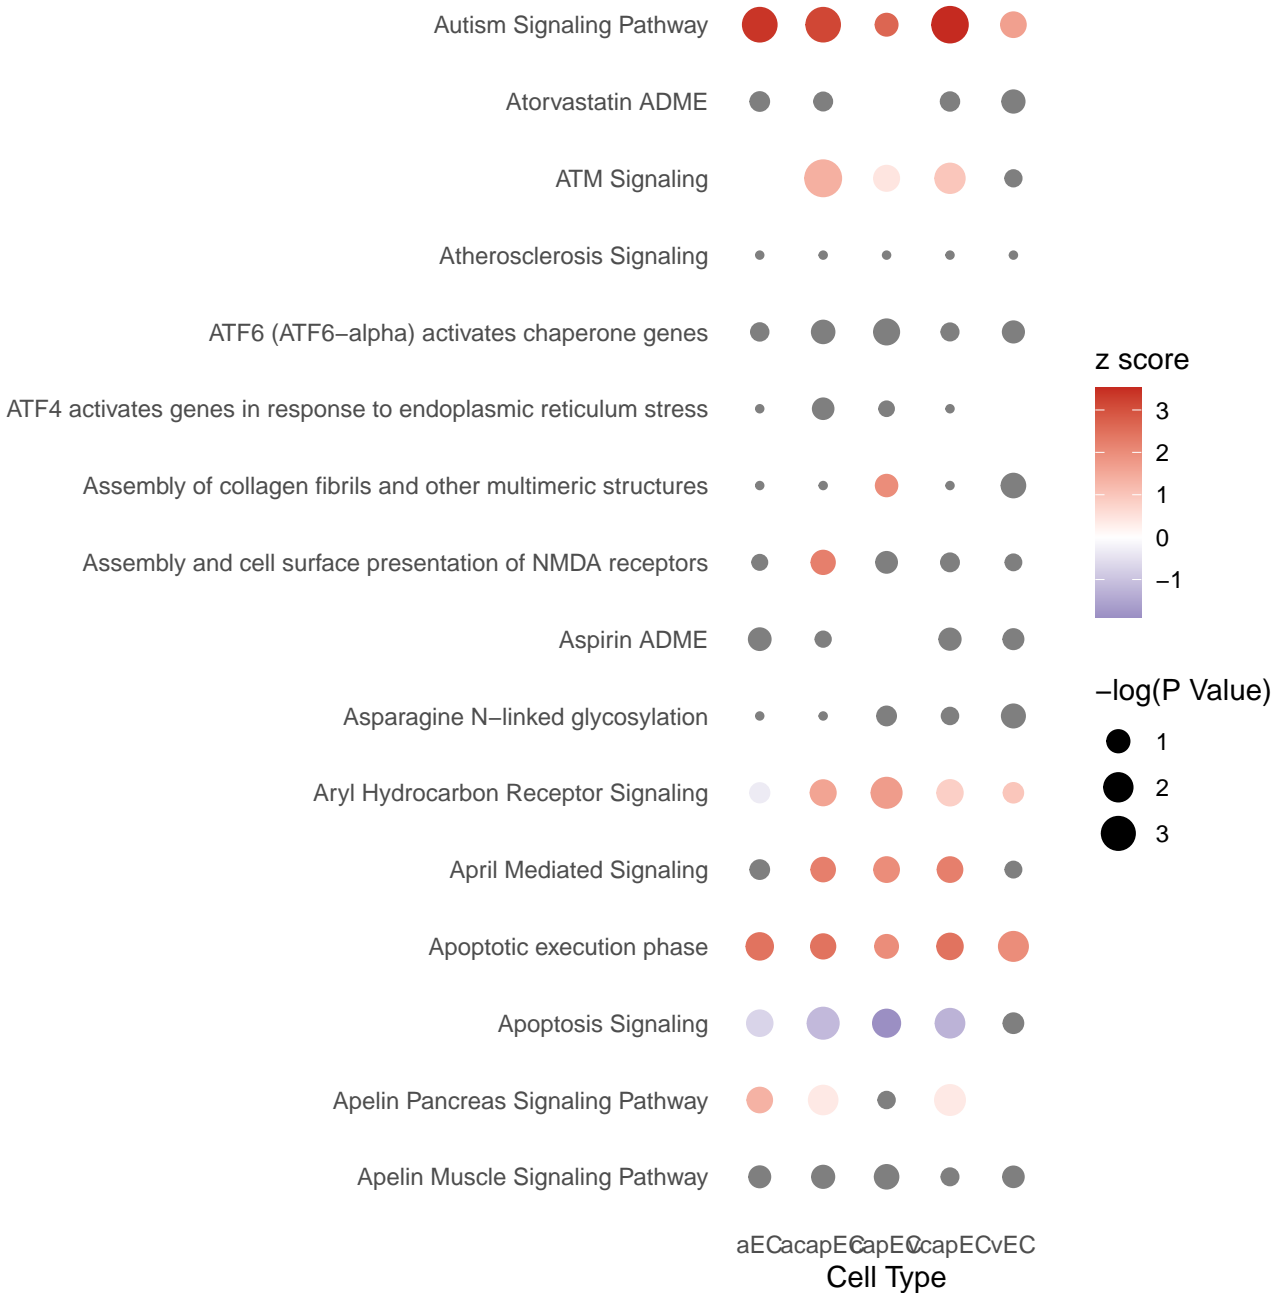 Autism Signaling Pathway
Atorvastatin ADME
ATM Signaling
Atherosclerosis Signaling
ATF6 (ATF6−alpha) activates chaperone genes
ATF4 activates genes in response to endoplasmic reticulum stress
Assembly of collagen fibrils and other multimeric structures
Assembly and cell surface presentation of NMDA receptors
Aspirin ADME
Asparagine N−linked glycosylation
Aryl Hydrocarbon Receptor Signaling
April Mediated Signaling
Apoptotic execution phase
Apoptosis Signaling
Apelin Pancreas Signaling Pathway
Apelin Muscle Signaling Pathway
aEC acapEC capEC vcapEC vEC
Cell Type
z score
3
2
1
0
−1
−log(P Value)
1
2
3